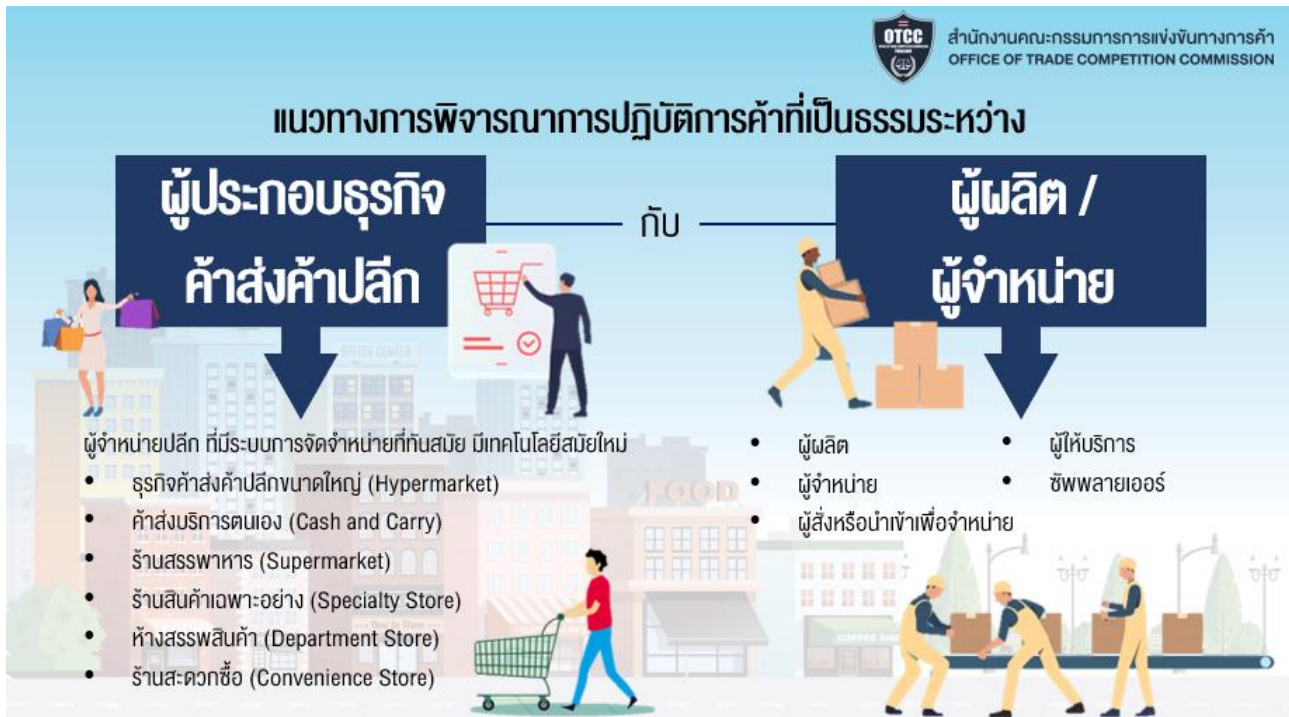 OTCC
สำนักงานคณะกรรมการการแข่งขันทางการค้า
OFFICE OF TRADE COMPETITION COMMISSION
แนวทางการพิจารณาการปฏิบัติการค้าที่เป็นธรรมระหว่าง
ผู้ประกอบธุรกิจ
ค้าส่งค้าปลีก
กับ
ผู้ผลิต /
ผู้จำหน่าย
OFFICE CENTER
ผู้จำหน่ายปลีก ที่มีระบบการจัดจำหน่ายที่ทันสมัย มีเทคโนโลยีสมัยใหม่
• ธุรกิจค้าส่งค้าปลีกขนาดใหญ่ (Hypermarket)
• ค้าส่งบริการตนเอง (Cash and Carry)
• ร้านสรรพาหาร (Supermarket)
• ร้านสินค้าเฉพาะอย่าง (Specialty Store)
• ห้างสรรพสินค้า (Department Store)
• ร้านสะดวกซื้อ (Convenience Store)
• ผู้ผลิต
• ผู้จำหน่าย
• ผู้สั่งหรือนำเข้าเพื่อจำหน่าย
• ผู้ให้บริการ
• ซัพพลายเออร์
FOOD
COFFEE SHO